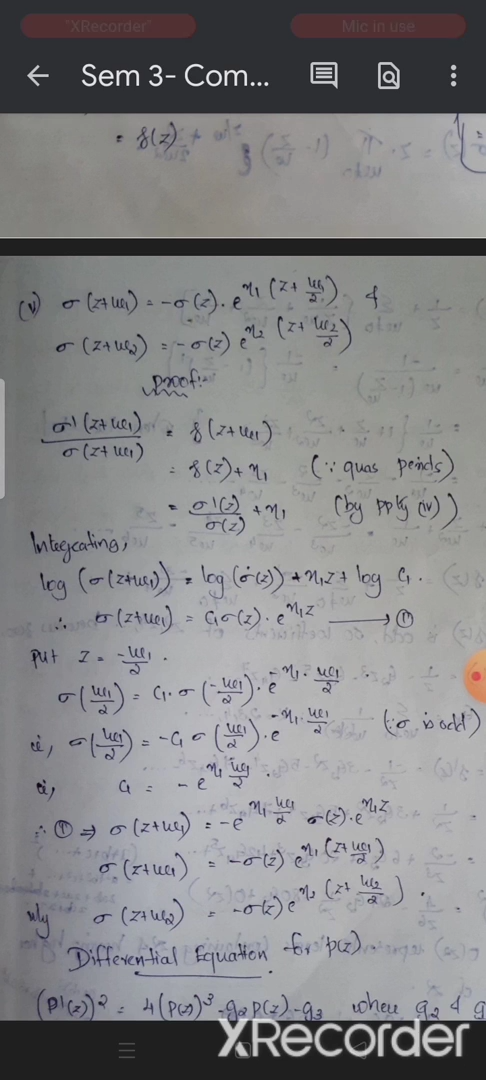 "XRecorder" Mic in use
Sem 3- Com...
= ʒ(z)
(v) σ(z+ω₁) = -σ(z) · e^{η₁(z+ω₁/2)} &
σ(z+ω₂) = -σ(z) e^{η₂(z+ω₂/2)}
proof:-
σ'(z+ω₁)/σ(z+ω₁) = ʒ(z+ω₁)
= ʒ(z) + η₁ (∵ quas peiods)
= σ'(z)/σ(z) + η₁ (by ppty (iv))
Integrating,
log (σ(z+ω₁)) = log (σ(z)) + η₁z + log C₁.
∴ σ(z+ω₁) = C₁σ(z) · e^{η₁z} → ①
put z = -ω₁/2.
σ(ω₁/2) = C₁ · σ(-ω₁/2) · e^{-η₁ · ω₁/2}.
ie, σ(ω₁/2) = -C₁ σ(ω₁/2) · e^{-η₁ · ω₁/2} (∵ σ is odd)
ie, C₁ = -e^{η₁ ω₁/2}.
∴ ① ⇒ σ(z+ω₁) = -e^{η₁ ω₁/2} σ(z) · e^{η₁z}
σ(z+ω₁) = -σ(z) e^{η₁(z+ω₁/2)}
lly σ(z+ω₂) = -σ(z) e^{η₂(z+ω₂/2)}.
Differential Equation for p(z).
(p'(z))² = 4(p(z))³ - g₂ p(z) - g₃ where g₂ & g
XRecorder